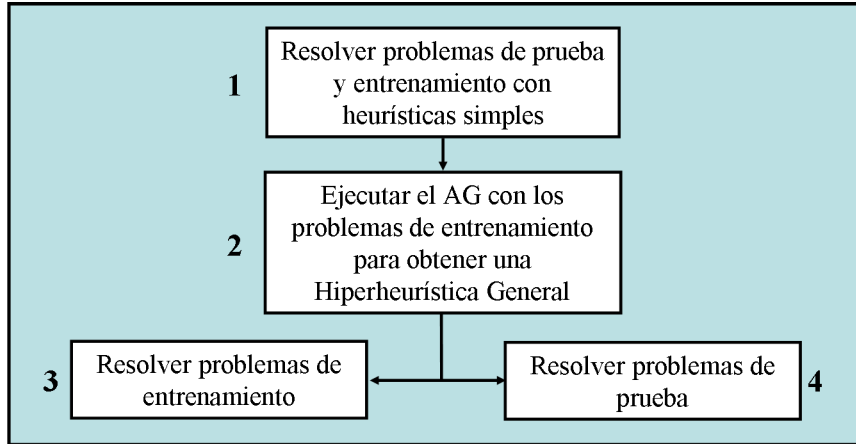 1
Resolver problemas de prueba
y entrenamiento con
heurísticas simples
2
Ejecutar el AG con los
problemas de entrenamiento
para obtener una
Hiperheurística General
3
Resolver problemas de
entrenamiento
Resolver problemas de
prueba
4